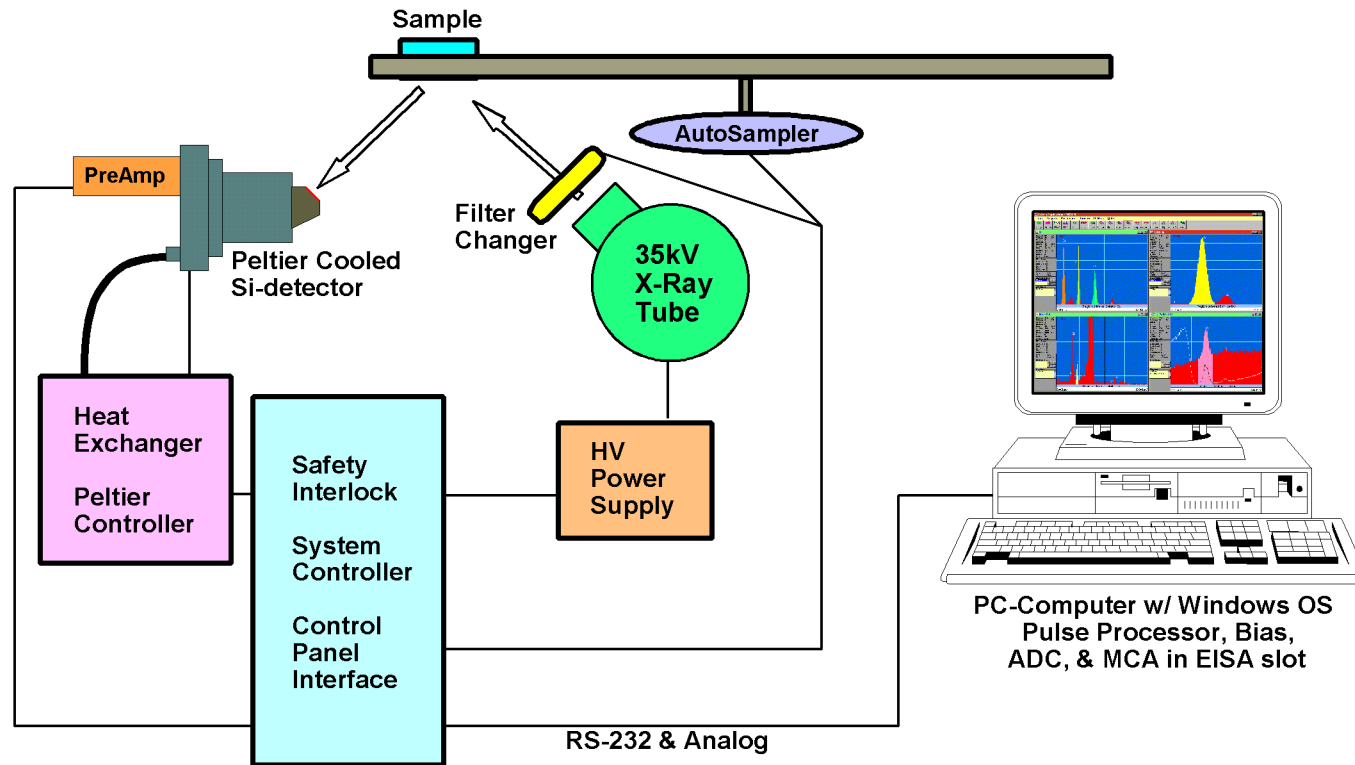 Sample
AutoSampler
PreAmp
Filter
Changer
Peltier Cooled
Si-detector
35kV
X-Ray
Tube
Heat
Exchanger
Peltier
Controller
Safety
Interlock
System
Controller
Control
Panel
Interface
HV
Power
Supply
PC-Computer w/ Windows OS
Pulse Processor, Bias,
ADC, & MCA in EISA slot
RS-232 & Analog